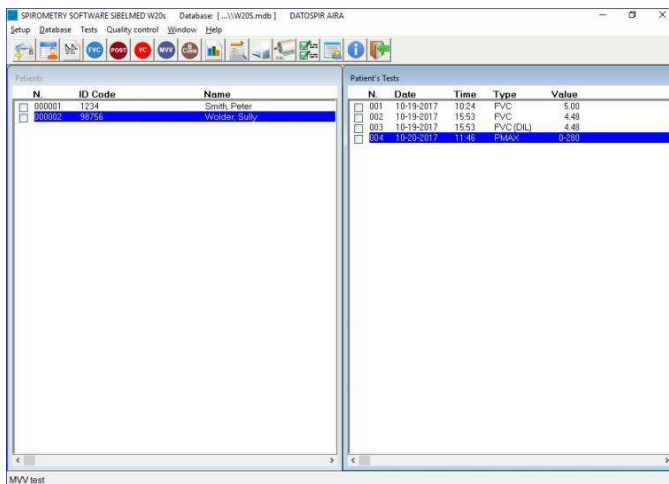 SPIROMETRY SOFTWARE SIBELMED W20s Database: [ ...\\W20S.mdb ] DATOSPIR AIRA
Setup Database Tests Quality control Window Help
FVC POST VC MVV B.Cons
Patients
N. ID Code Name
000001 1234 Smith, Peter
000002 98756 Wolder, Sully
Patient's Tests
N. Date Time Type Value
001 10-19-2017 10:24 FVC 5.00
002 10-19-2017 15:53 FVC 4.48
003 10-19-2017 15:53 FVC (DIL) 4.48
004 10-20-2017 11:46 PMAX 0-280
MVV test